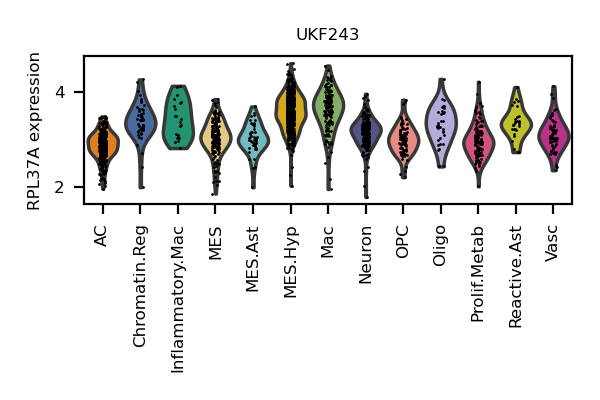 UKF243
RPL37A expression
4
2
AC
Chromatin.Reg
Inflammatory.Mac
MES
MES.Ast
MES.Hyp
Mac
Neuron
OPC
Oligo
Prolif.Metab
Reactive.Ast
Vasc